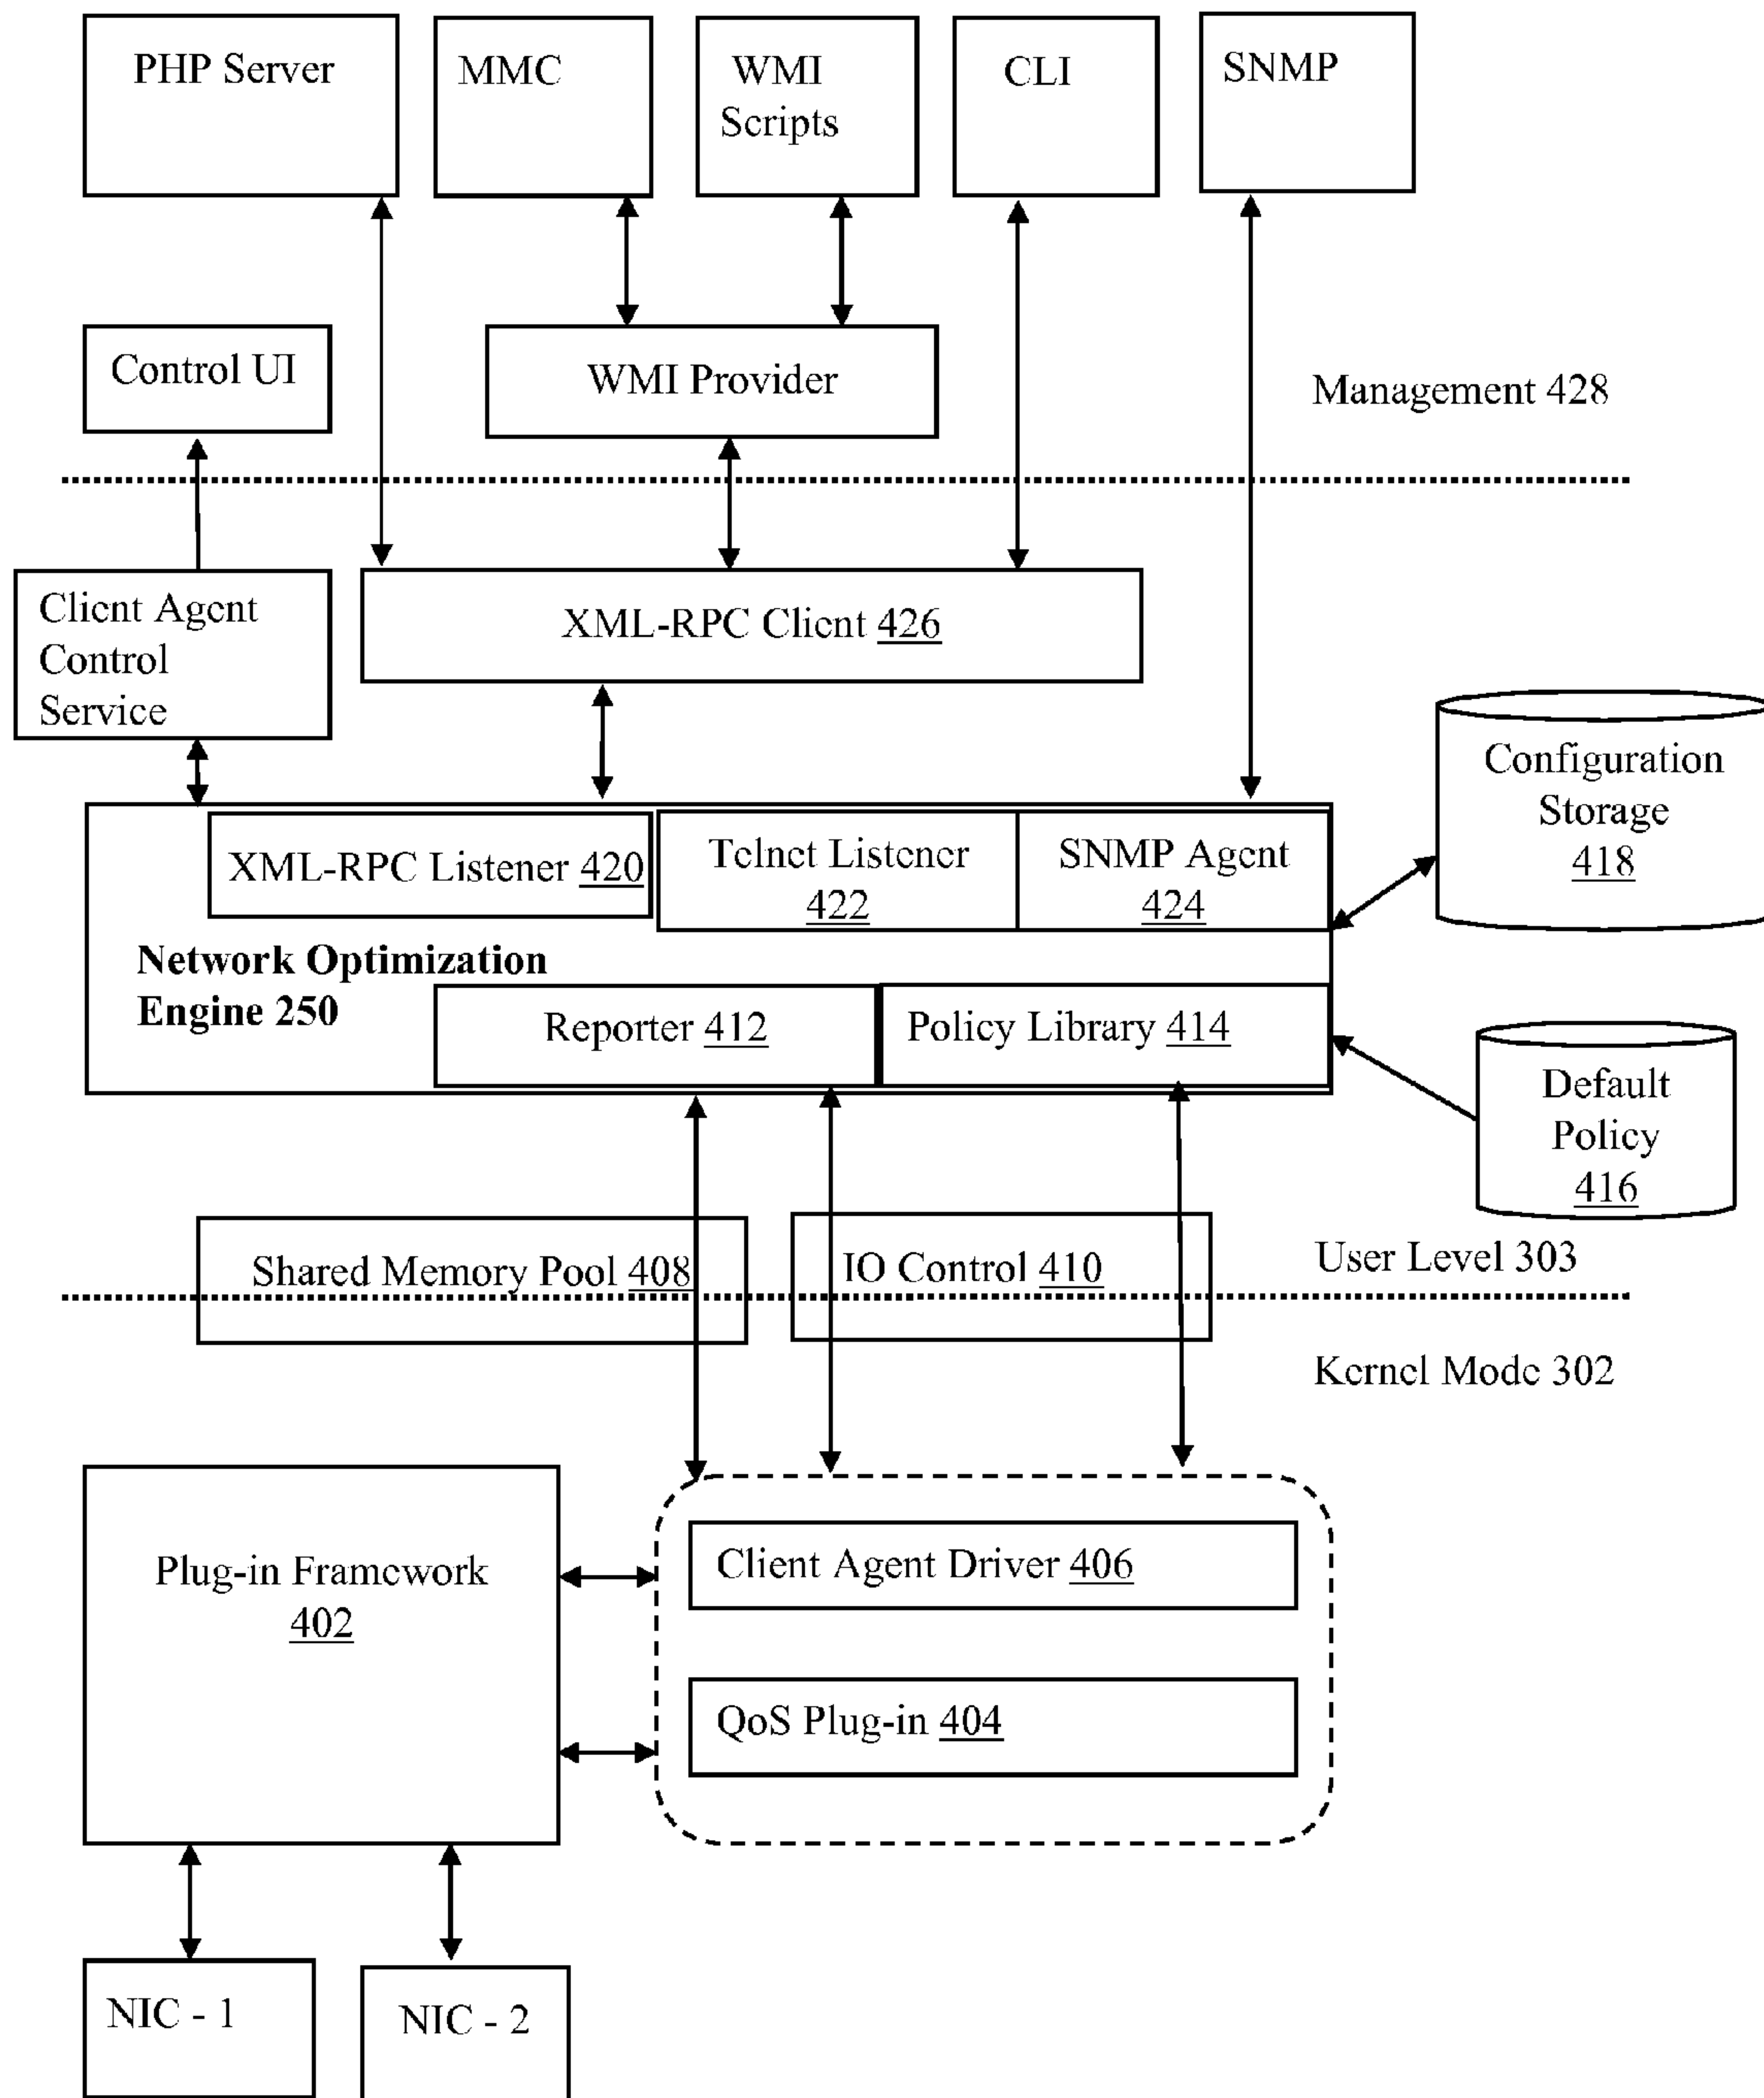 PHP Server
MMC
WMI
Scripts
CLI
SNMP
Control UI
WMI Provider
Management 428
Client Agent
Control
Service
XML-RPC Client 426
Configuration
Storage
418
XML-RPC Listener 420
Telnet Listener
422
SNMP Agent
424
Network Optimization
Engine 250
Reporter 412
Policy Library 414
Default
Policy
416
Shared Memory Pool 408
IO Control 410
User Level 303
Kernel Mode 302
Plug-in Framework
402
Client Agent Driver 406
QoS Plug-in 404
NIC - 1
NIC - 2